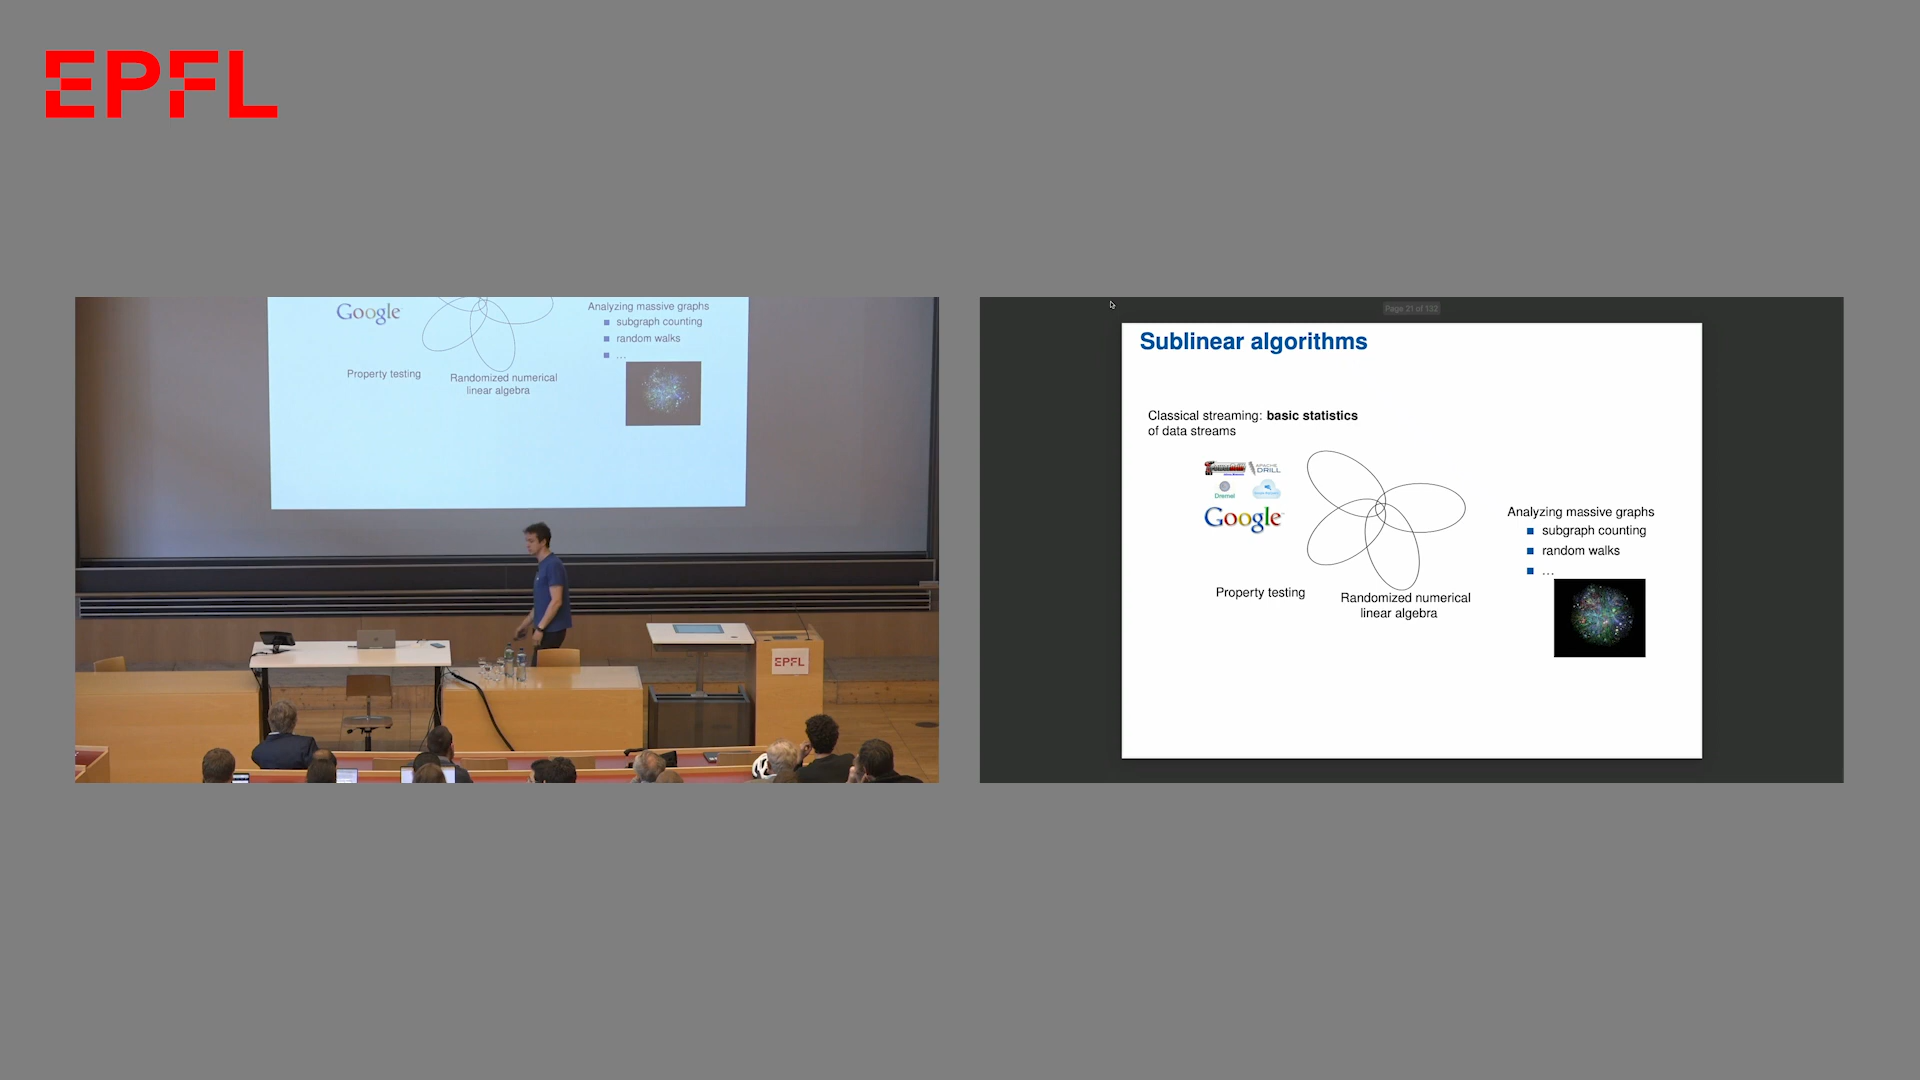 EPFL
Google
Analyzing massive graphs
subgraph counting
random walks
...
Property testing
Randomized numerical
linear algebra
EPFL
Page 21 of 132
Sublinear algorithms
Classical streaming: basic statistics
of data streams
APACHE
DRILL
Dremel
Google
Analyzing massive graphs
subgraph counting
random walks
...
Property testing
Randomized numerical
linear algebra